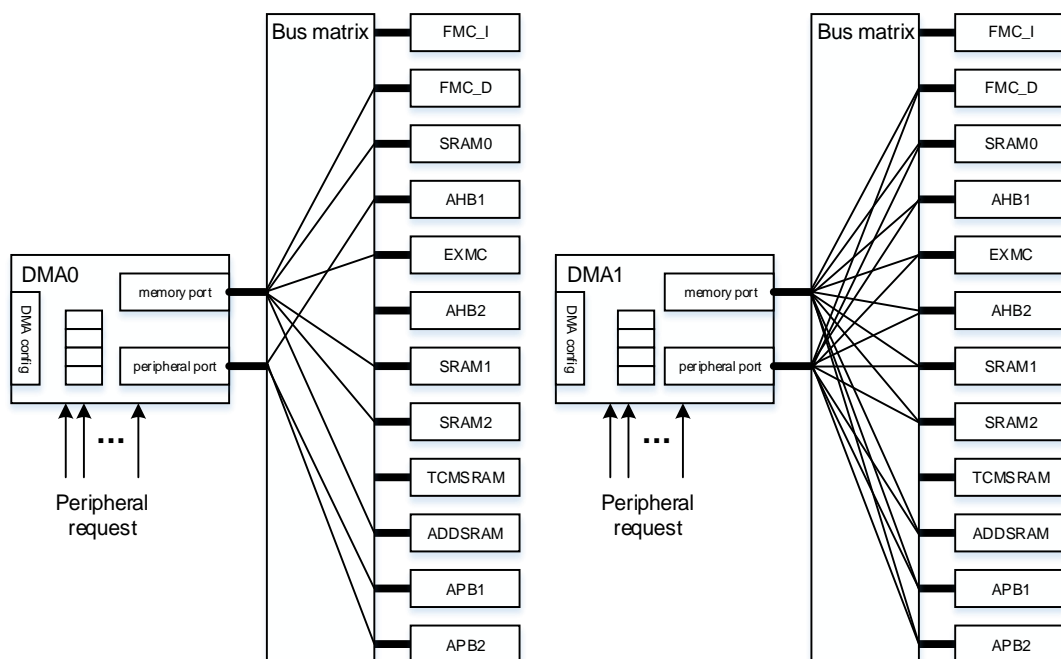 Bus matrix
FMC_I
FMC_D
SRAM0
AHB1
EXMC
AHB2
SRAM1
SRAM2
TCMSRAM
ADDSRAM
APB1
APB2
DMA0
DMA config
memory port
peripheral port
...
Peripheral
request
Bus matrix
FMC_I
FMC_D
SRAM0
AHB1
EXMC
AHB2
SRAM1
SRAM2
TCMSRAM
ADDSRAM
APB1
APB2
DMA1
DMA config
memory port
peripheral port
...
Peripheral
request